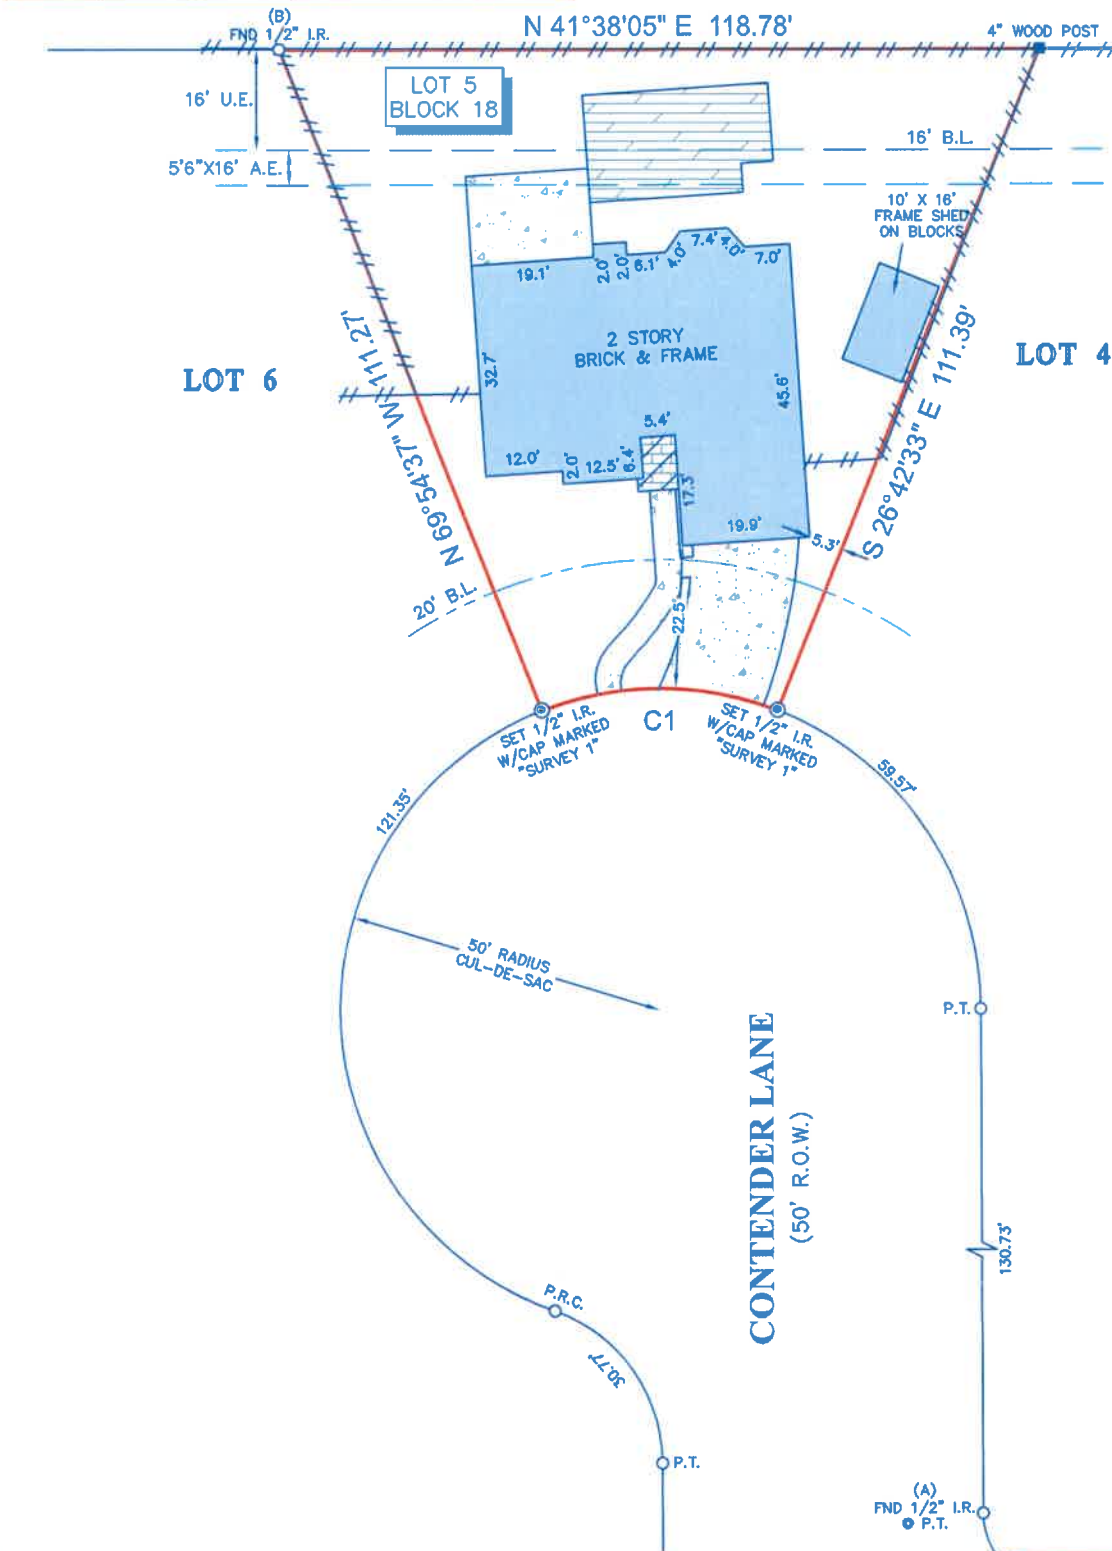 (B)
FND 1/2" I.R.
N 41°38'05" E 118.78'
4" WOOD POST
LOT 5
BLOCK 18
16' U.E.
16' B.L.
5'6"X16' A.E.
10' X 16'
FRAME SHED
ON BLOCKS
19.1'
2.0'
2.0'
6.1'
4.0'
7.4'
4.0'
7.0'
2 STORY
BRICK & FRAME
32.7'
45.6'
N 69°54'37" W 111.27'
S 26°42'33" E 111.39'
LOT 6
LOT 4
5.4'
12.0'
2.0'
12.5'
6.4'
17.3'
19.9'
5.3'
20' B.L.
22.5'
SET 1/2" I.R.
W/CAP MARKED
"SURVEY 1"
C1
SET 1/2" I.R.
W/CAP MARKED
"SURVEY 1"
121.35'
59.57'
50' RADIUS
CUL-DE-SAC
P.T.
CONTENDER LANE
(50' R.O.W.)
130.73'
P.R.C.
30.77'
P.T.
(A)
FND 1/2" I.R.
P.T.